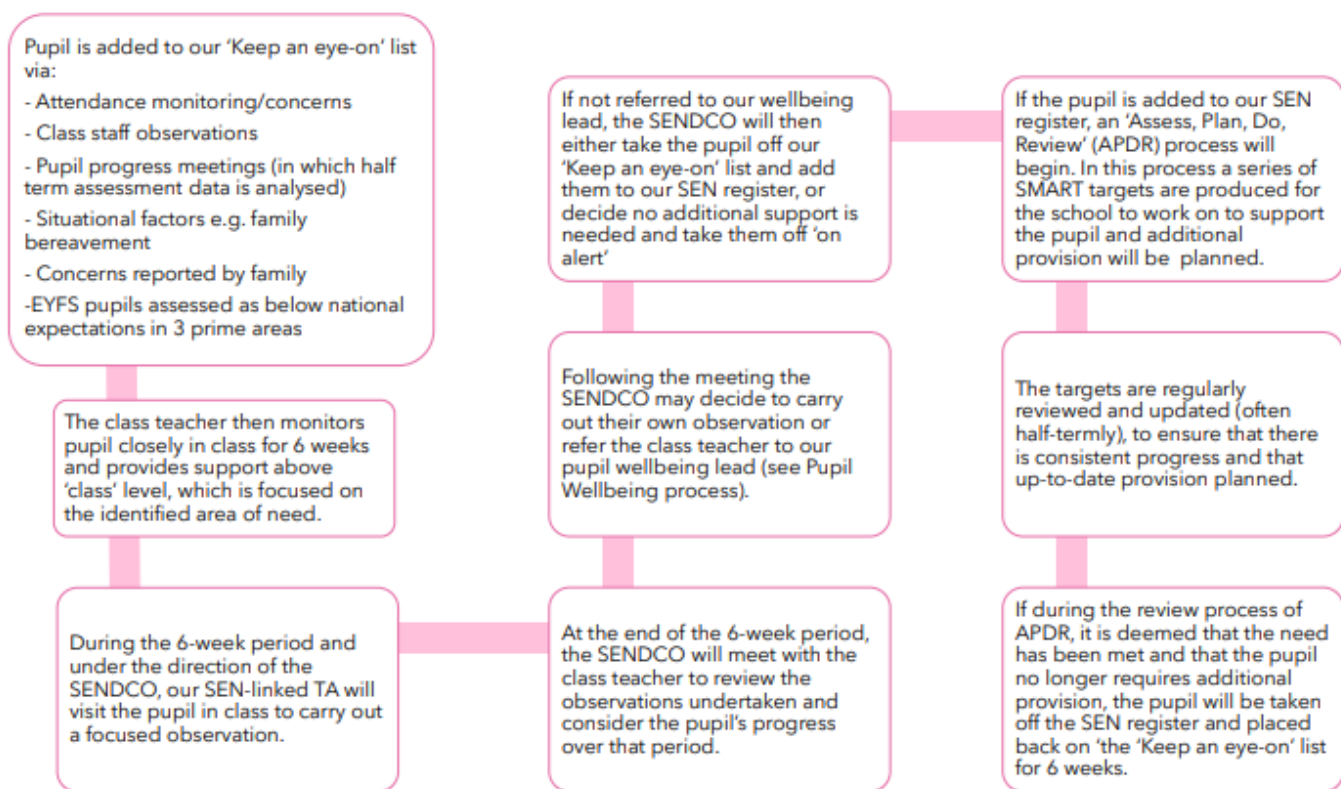 Pupil is added to our ‘Keep an eye-on’ list
via:
- Attendance monitoring/concerns
- Class staff observations
- Pupil progress meetings (in which half
term assessment data is analysed)
- Situational factors e.g. family
bereavement
- Concerns reported by family
-EYFS pupils assessed as below national
expectations in 3 prime areas
The class teacher then monitors
pupil closely in class for 6 weeks
and provides support above
‘class’ level, which is focused on
the identified area of need.
During the 6-week period and
under the direction of the
SENDCO, our SEN-linked TA will
visit the pupil in class to carry out
a focused observation.
At the end of the 6-week period,
the SENDCO will meet with the
class teacher to review the
observations undertaken and
consider the pupil’s progress
over that period.
Following the meeting the
SENDCO may decide to carry
out their own observation or
refer the class teacher to our
pupil wellbeing lead (see Pupil
Wellbeing process).
If not referred to our wellbeing
lead, the SENDCO will then
either take the pupil off our
‘Keep an eye-on’ list and add
them to our SEN register, or
decide no additional support is
needed and take them off ‘on
alert’
If the pupil is added to our SEN
register, an ‘Assess, Plan, Do,
Review’ (APDR) process will
begin. In this process a series of
SMART targets are produced for
the school to work on to support
the pupil and additional
provision will be planned.
The targets are regularly
reviewed and updated (often
half-termly), to ensure that there
is consistent progress and that
up-to-date provision planned.
If during the review process of
APDR, it is deemed that the need
has been met and that the pupil
no longer requires additional
provision, the pupil will be taken
off the SEN register and placed
back on ‘the ‘Keep an eye-on’ list
for 6 weeks.